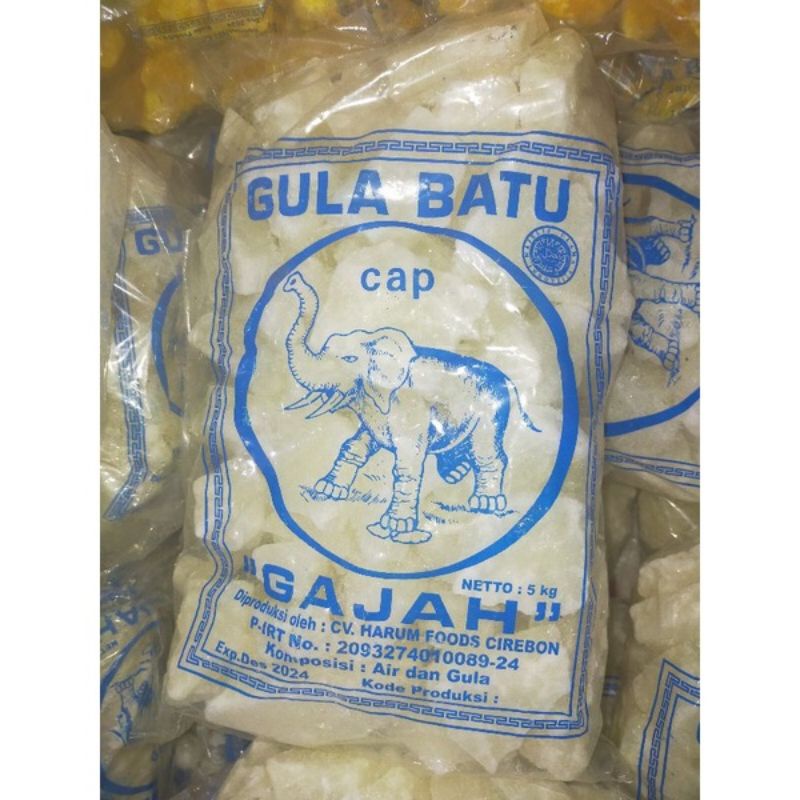 GULA BATU
cap
NETTO : 5 kg
"GAJAH"
Diproduksi oleh : CV. HARUM FOODS CIREBON
P-IRT No. : 2093274010089-24
Komposisi : Air dan Gula
Exp.Des 2024
Kode Produksi :
GU